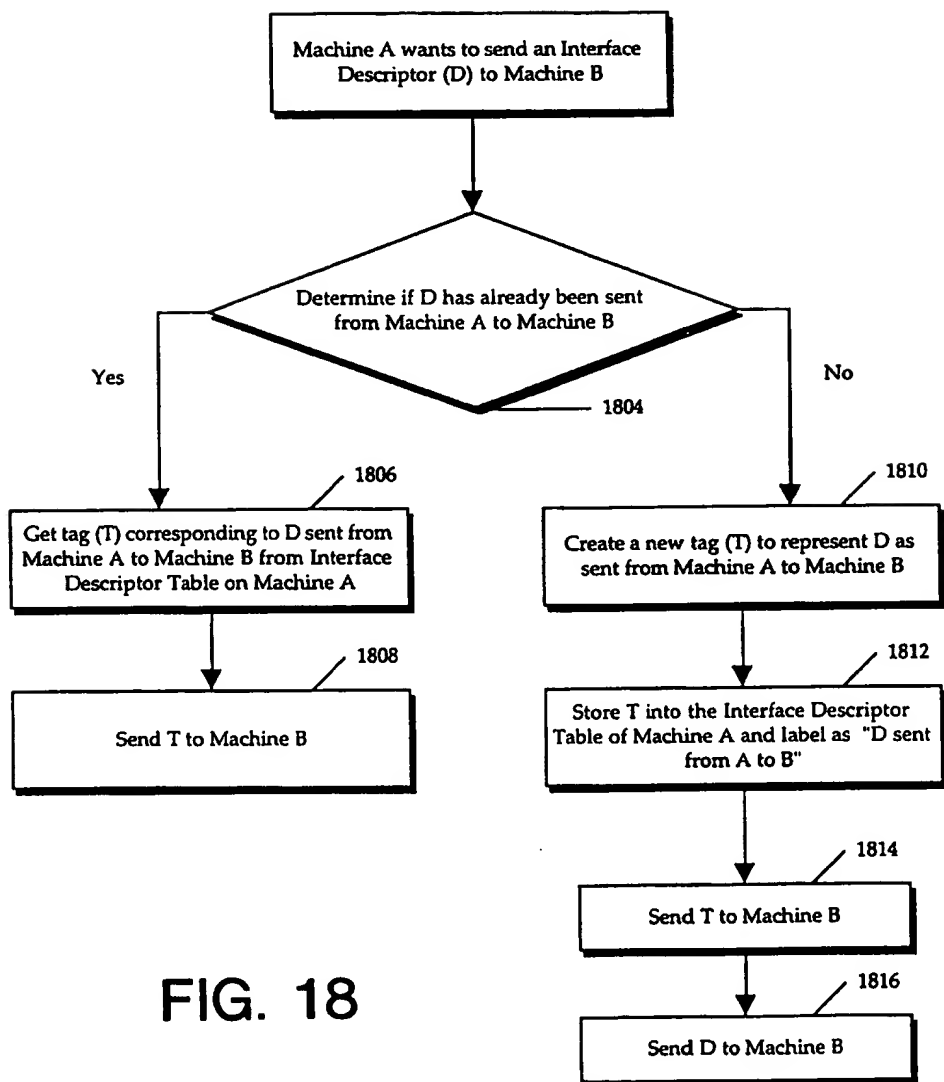 Machine A wants to send an Interface
Descriptor (D) to Machine B
Determine if D has already been sent
from Machine A to Machine B
Yes
No
1804
1806
Get tag (T) corresponding to D sent from
Machine A to Machine B from Interface
Descriptor Table on Machine A
1808
Send T to Machine B
1810
Create a new tag (T) to represent D as
sent from Machine A to Machine B
1812
Store T into the Interface Descriptor
Table of Machine A and label as "D sent
from A to B"
1814
Send T to Machine B
1816
Send D to Machine B
FIG. 18